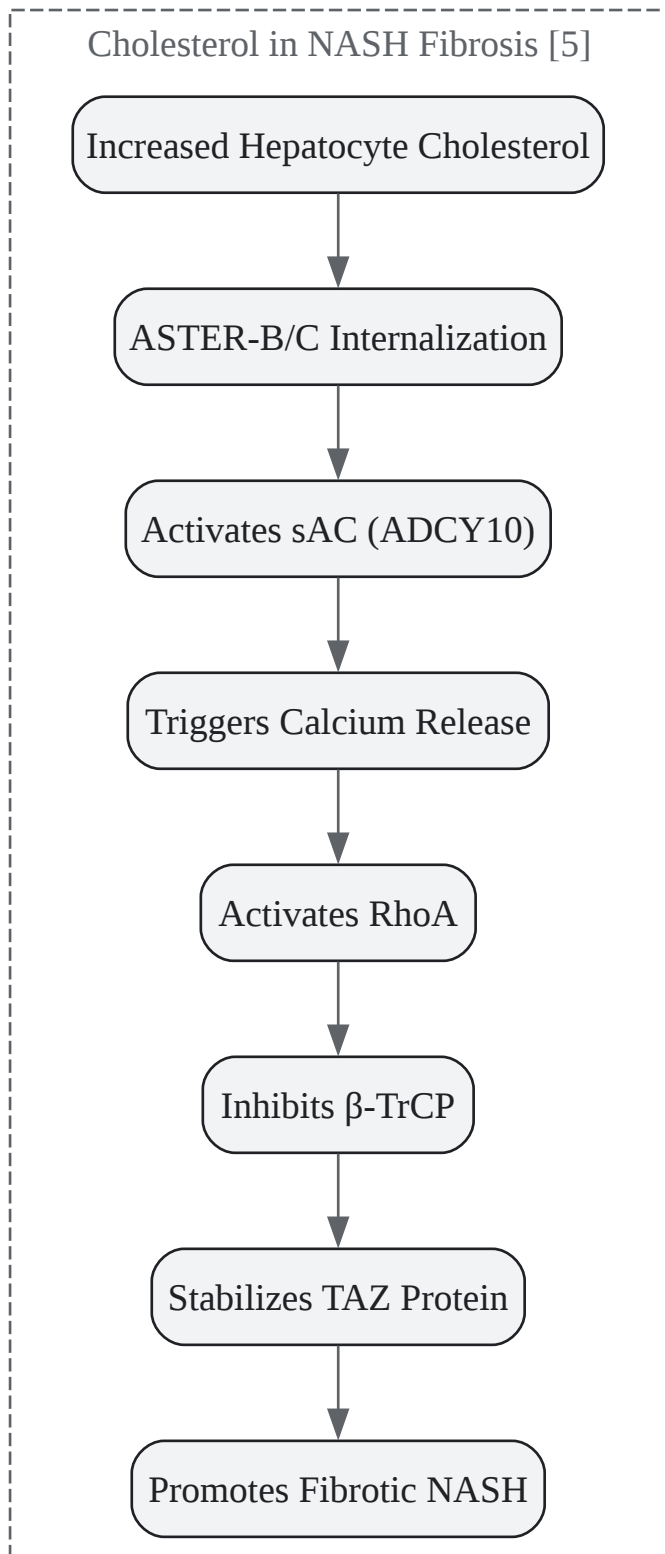 Cholesterol in NASH Fibrosis [5]
Increased Hepatocyte Cholesterol
ASTER-B/C Internalization
Activates sAC (ADCY10)
Triggers Calcium Release
Activates RhoA
Inhibits β-TrCP
Stabilizes TAZ Protein
Promotes Fibrotic NASH